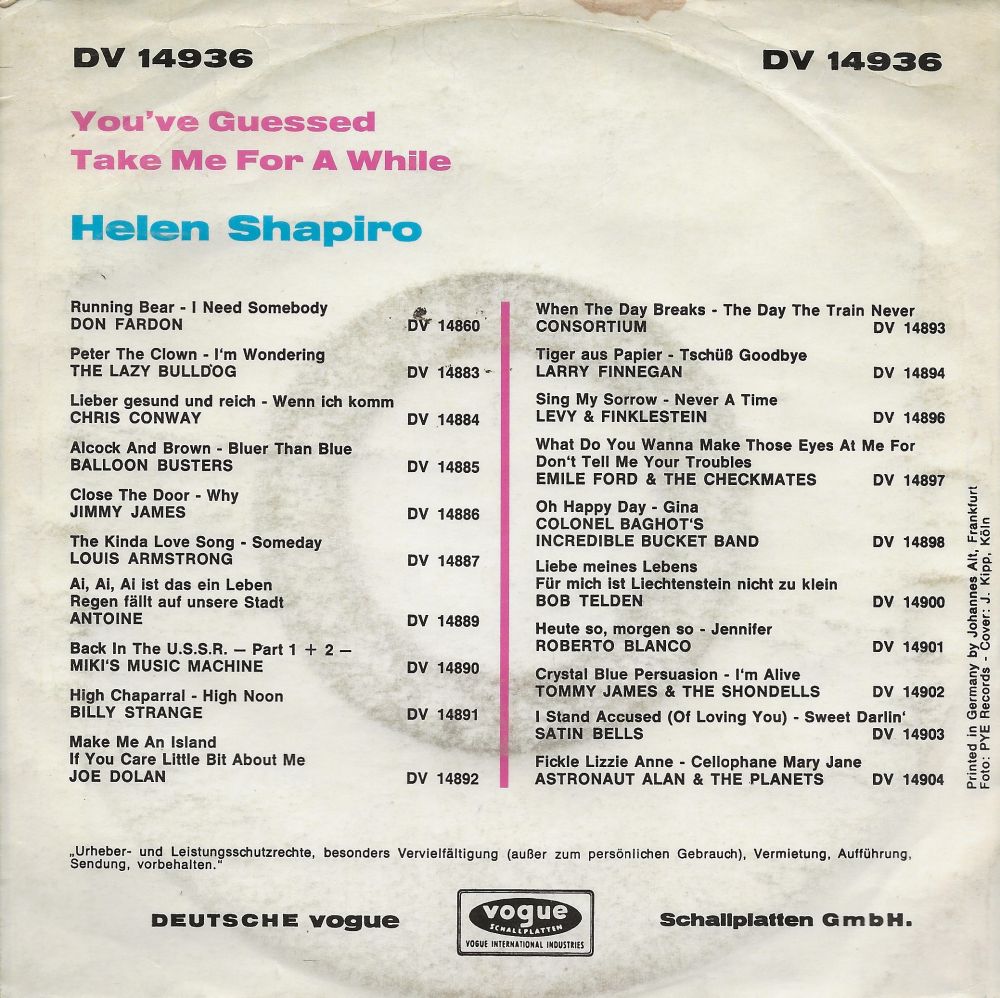 DV 14936
DV 14936
You've Guessed
Take Me For A While
Helen Shapiro
Running Bear - I Need Somebody
DON FARDON DV 14860
Peter The Clown - I'm Wondering
THE LAZY BULLDOG DV 14883
Lieber gesund und reich - Wenn ich komm
CHRIS CONWAY DV 14884
Alcock And Brown - Bluer Than Blue
BALLOON BUSTERS DV 14885
Close The Door - Why
JIMMY JAMES DV 14886
The Kinda Love Song - Someday
LOUIS ARMSTRONG DV 14887
Ai, Ai, Ai ist das ein Leben
Regen fällt auf unsere Stadt
ANTOINE DV 14889
Back In The U.S.S.R. — Part 1 + 2 —
MIKI'S MUSIC MACHINE DV 14890
High Chaparral - High Noon
BILLY STRANGE DV 14891
Make Me An Island
If You Care Little Bit About Me
JOE DOLAN DV 14892
When The Day Breaks - The Day The Train Never
CONSORTIUM DV 14893
Tiger aus Papier - Tschüß Goodbye
LARRY FINNEGAN DV 14894
Sing My Sorrow - Never A Time
LEVY & FINKLESTEIN DV 14896
What Do You Wanna Make Those Eyes At Me For
Don't Tell Me Your Troubles
EMILE FORD & THE CHECKMATES DV 14897
Oh Happy Day - Gina
COLONEL BAGHOT'S
INCREDIBLE BUCKET BAND DV 14898
Liebe meines Lebens
Für mich ist Liechtenstein nicht zu klein
BOB TELDEN DV 14900
Heute so, morgen so - Jennifer
ROBERTO BLANCO DV 14901
Crystal Blue Persuasion - I'm Alive
TOMMY JAMES & THE SHONDELLS DV 14902
I Stand Accused (Of Loving You) - Sweet Darlin'
SATIN BELLS DV 14903
Fickle Lizzie Anne - Cellophane Mary Jane
ASTRONAUT ALAN & THE PLANETS DV 14904
Printed in Germany by Johannes Alt, Frankfurt
Foto: PYE Records - Cover: J. Kipp, Köln
„Urheber- und Leistungsschutzrechte, besonders Vervielfältigung (außer zum persönlichen Gebrauch), Vermietung, Aufführung,
Sendung, vorbehalten."
DEUTSCHE vogue
vogue
SCHALLPLATTEN
VOGUE INTERNATIONAL INDUSTRIES
Schallplatten GmbH.